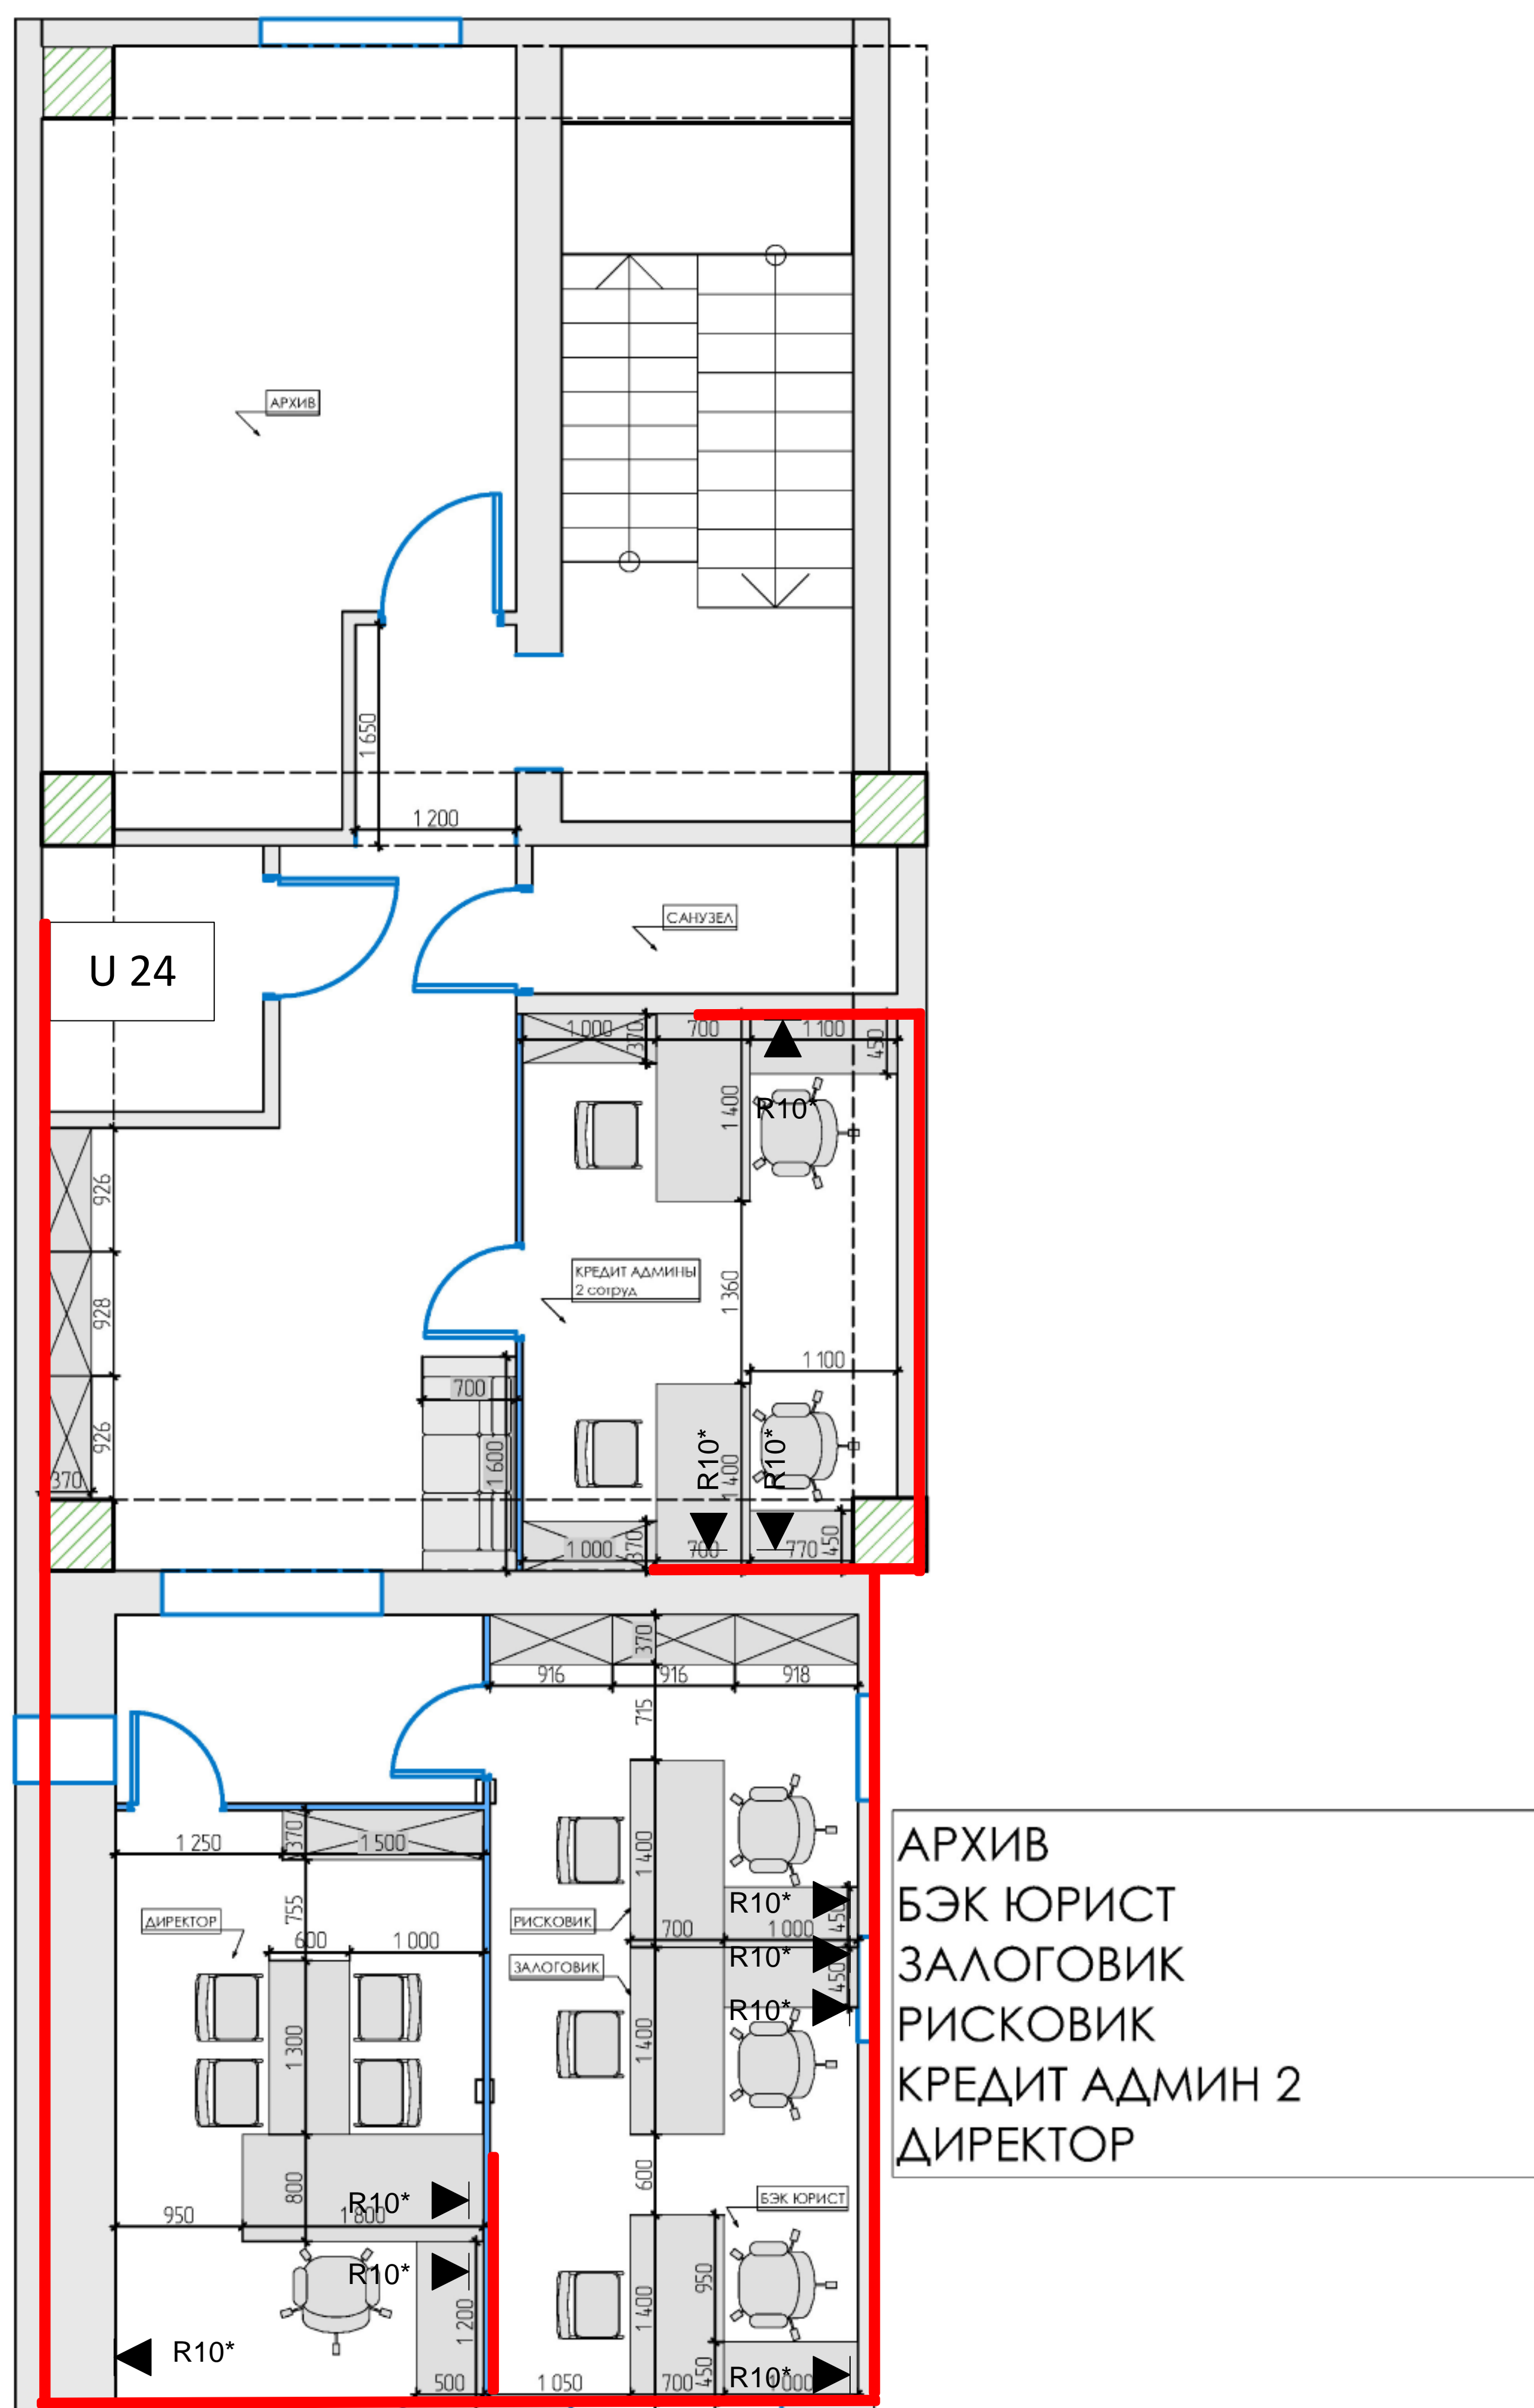 АРХИВ
1 650
1 200
САНУЗЕЛ
U 24
1 000
370
700
1 100
450
R10*
1 400
926
928
926
370
КРЕДИТ АДМИНЫ
2 сотруд
1 360
1 100
700
1 600
R10*
R10*
1 400
1 000
370
700
770
450
370
916
916
918
715
1 250
370
1 500
1 400
АРХИВ
БЭК ЮРИСТ
ЗАЛОГОВИК
РИСКОВИК
КРЕДИТ АДМИН 2
ДИРЕКТОР
ДИРЕКТОР
755
600
1 000
РИСКОВИК
R10*
450
700
1 000
ЗАЛОГОВИК
R10*
450
R10*
1 300
1 400
600
800
R10*
950
1 800
БЭК ЮРИСТ
R10*
950
1 200
1 400
R10*
500
1 050
700
450
R10*
1 000